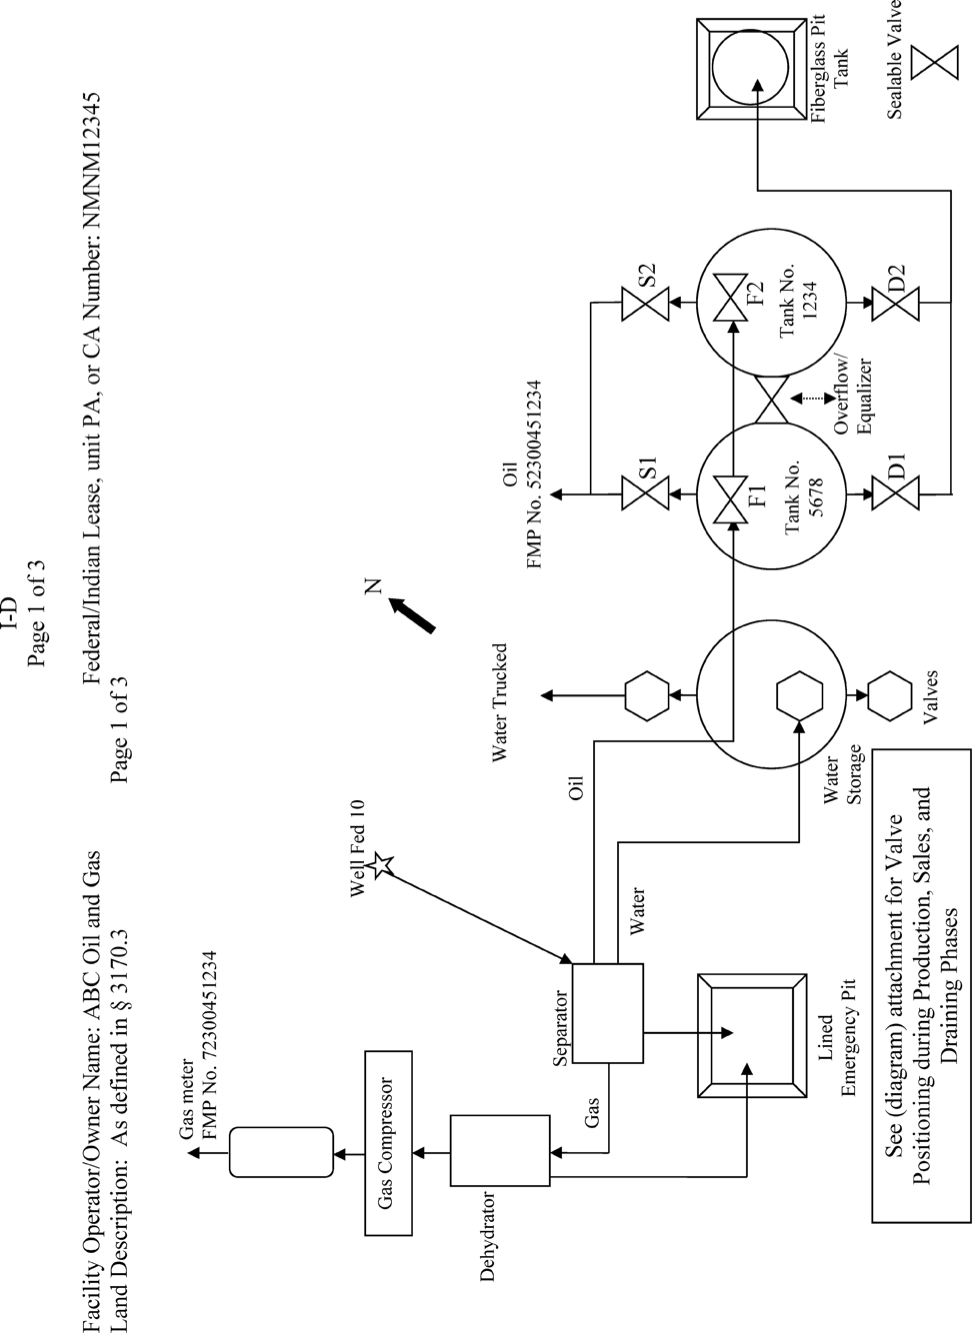 I-D
Page 1 of 3
Facility Operator/Owner Name: ABC Oil and Gas Federal/Indian Lease, unit PA, or CA Number: NMNM12345
Land Description: As defined in § 3170.3 Page 1 of 3
Gas meter
FMP No. 72300451234
Gas Compressor
Dehydrator
Gas
Separator
Well Fed 10
N
Water
Oil
Lined
Emergency Pit
Water Trucked
Water
Storage
Valves
Oil
FMP No. 52300451234
S1
S2
F1
F2
Tank No.
5678
Tank No.
1234
Overflow/
Equalizer
D1
D2
Fiberglass Pit
Tank
Sealable Valve
See (diagram) attachment for Valve
Positioning during Production, Sales, and
Draining Phases